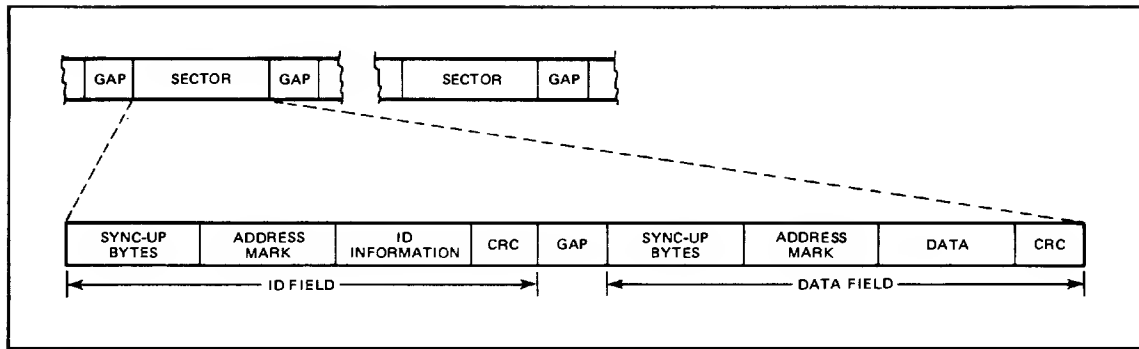 GAP SECTOR GAP SECTOR GAP
SYNC-UP BYTES ADDRESS MARK ID INFORMATION CRC GAP SYNC-UP BYTES ADDRESS MARK DATA CRC
ID FIELD DATA FIELD